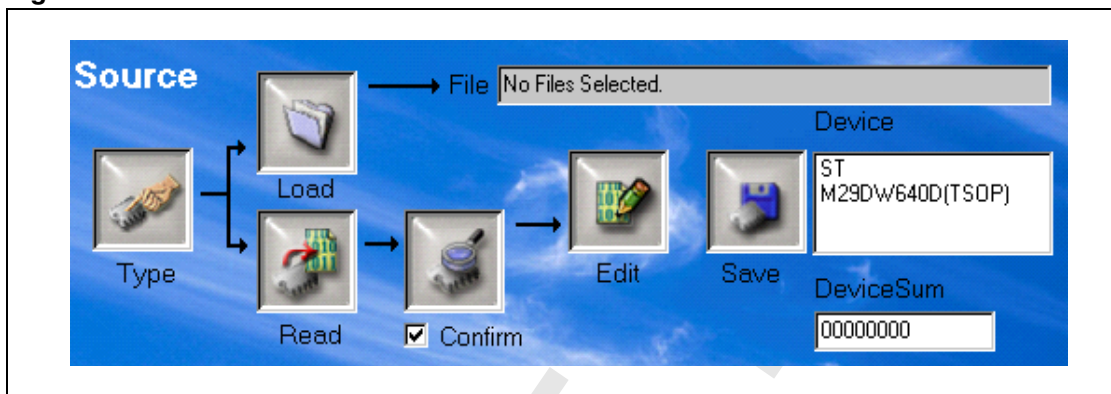 Source
File No Files Selected.
Device
ST
M29DW640D(TSOP)
Load
Type
Edit
Save
DeviceSum
00000000
Read
Confirm